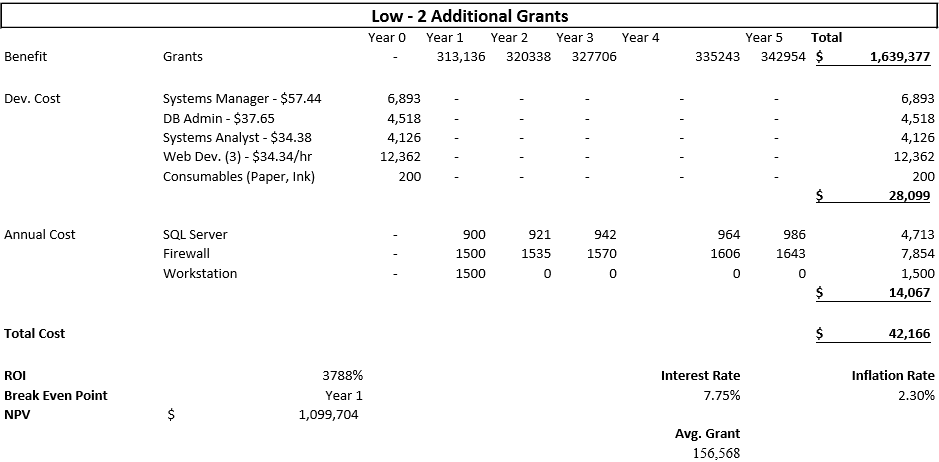 Low - 2 Additional Grants
Year 0 Year 1 Year 2 Year 3 Year 4 Year 5 Total
Benefit Grants - 313,136 320338 327706 335243 342954 $ 1,639,377
Dev. Cost Systems Manager - $57.44 6,893 - - - - - 6,893
DB Admin - $37.65 4,518 - - - - - 4,518
Systems Analyst - $34.38 4,126 - - - - - 4,126
Web Dev. (3) - $34.34/hr 12,362 - - - - - 12,362
Consumables (Paper, Ink) 200 - - - - - 200
$ 28,099
Annual Cost SQL Server - 900 921 942 964 986 4,713
Firewall - 1500 1535 1570 1606 1643 7,854
Workstation - 1500 0 0 0 0 1,500
$ 14,067
Total Cost $ 42,166
ROI 3788% Interest Rate Inflation Rate
Break Even Point Year 1 7.75% 2.30%
NPV $ 1,099,704
Avg. Grant
156,568